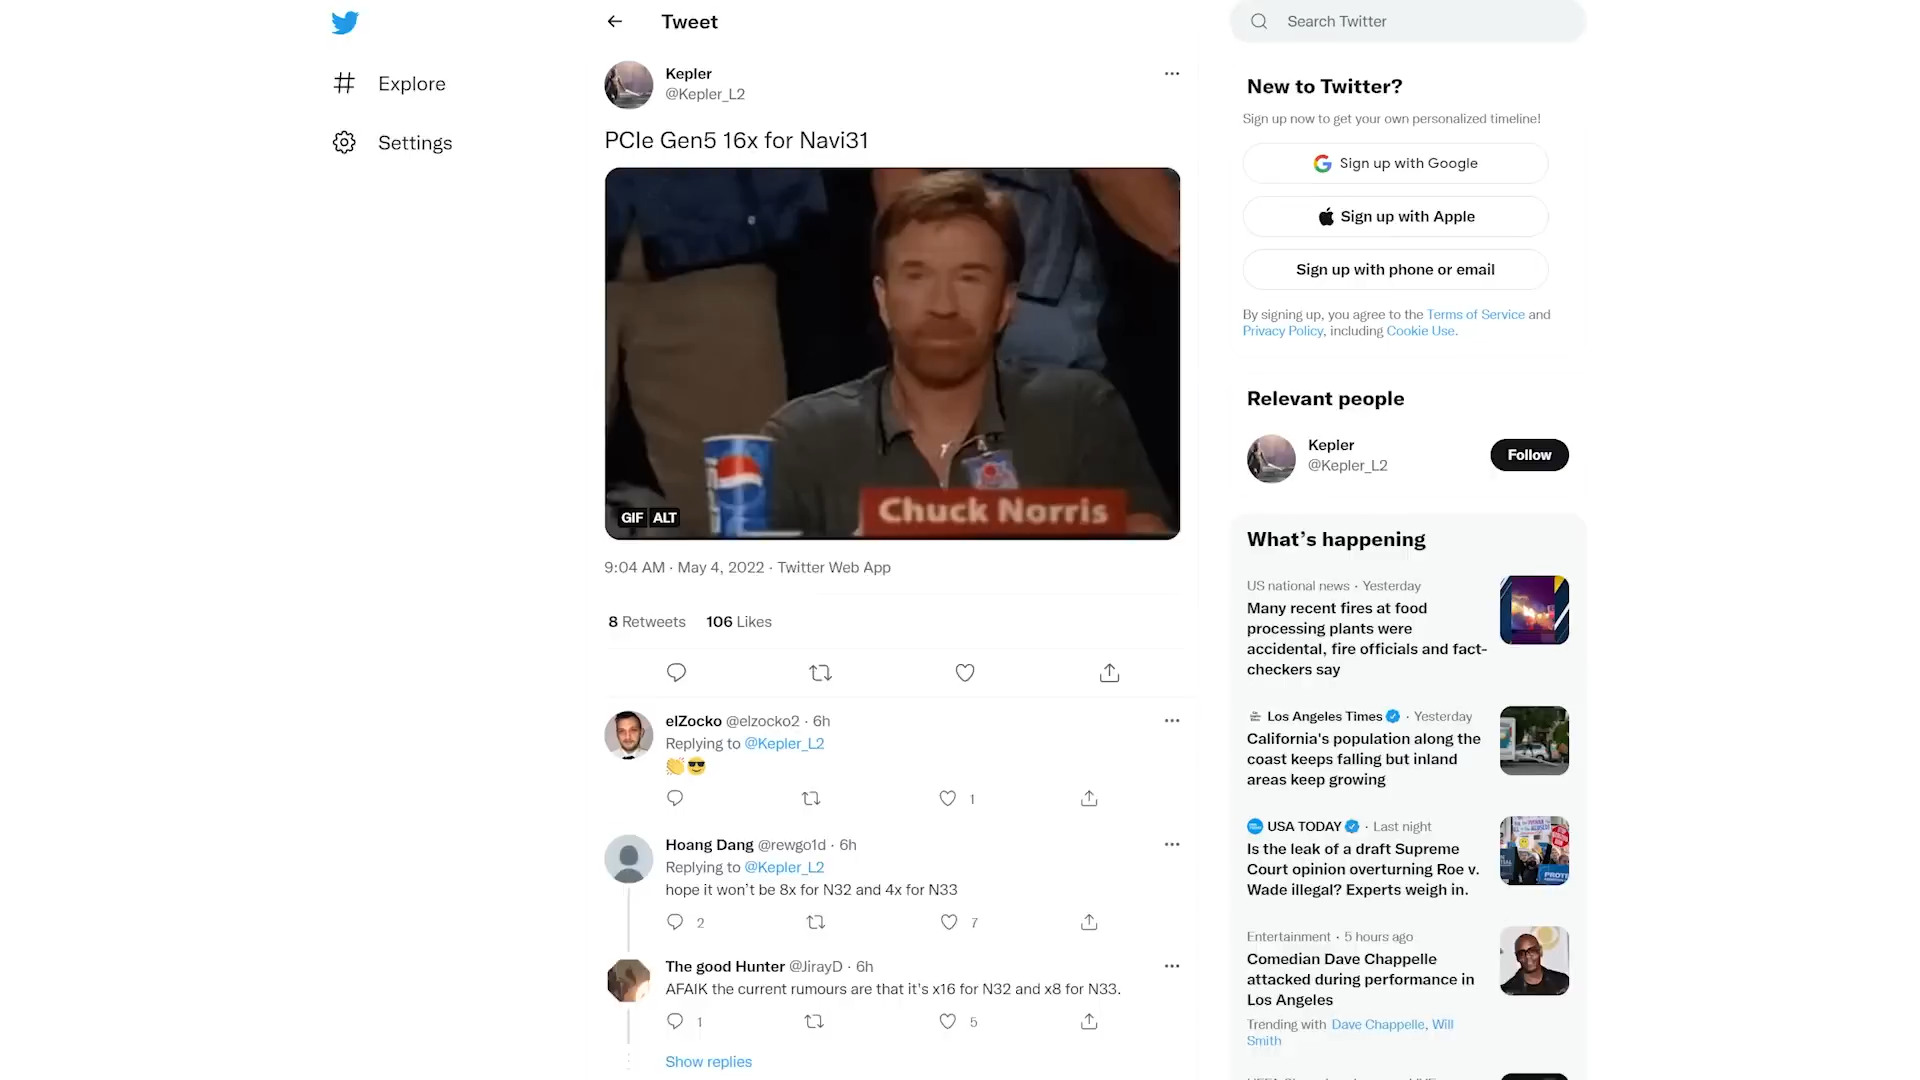 Tweet
Search Twitter
Explore
Settings
Kepler
@Kepler_L2
PCIe Gen5 16x for Navi31
Chuck Norris
GIF ALT
9:04 AM · May 4, 2022 · Twitter Web App
8 Retweets 106 Likes
elZocko @elzocko2 · 6h
Replying to @Kepler_L2
👏😎
1
Hoang Dang @rewgo1d · 6h
Replying to @Kepler_L2
hope it won't be 8x for N32 and 4x for N33
2 7
The good Hunter @JirayD · 6h
AFAIK the current rumours are that it's x16 for N32 and x8 for N33.
1 5
Show replies
New to Twitter?
Sign up now to get your own personalized timeline!
Sign up with Google
Sign up with Apple
Sign up with phone or email
By signing up, you agree to the Terms of Service and
Privacy Policy, including Cookie Use.
Relevant people
Kepler
@Kepler_L2
Follow
What's happening
US national news · Yesterday
Many recent fires at food
processing plants were
accidental, fire officials and fact-
checkers say
Los Angeles Times · Yesterday
California's population along the
coast keeps falling but inland
areas keep growing
USA TODAY · Last night
Is the leak of a draft Supreme
Court opinion overturning Roe v.
Wade illegal? Experts weigh in.
Entertainment · 5 hours ago
Comedian Dave Chappelle
attacked during performance in
Los Angeles
Trending with Dave Chappelle, Will
Smith